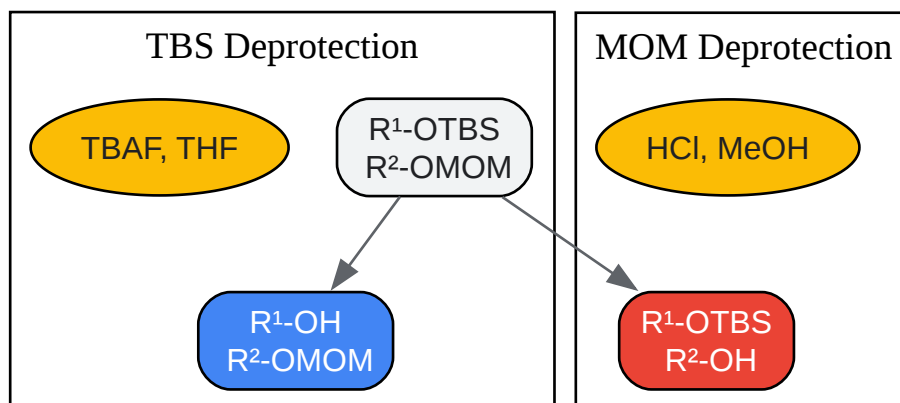 TBS Deprotection
TBAF, THF
R¹-OTBS
R²-OMOM
R¹-OH
R²-OMOM
MOM Deprotection
HCl, MeOH
R¹-OTBS
R²-OH